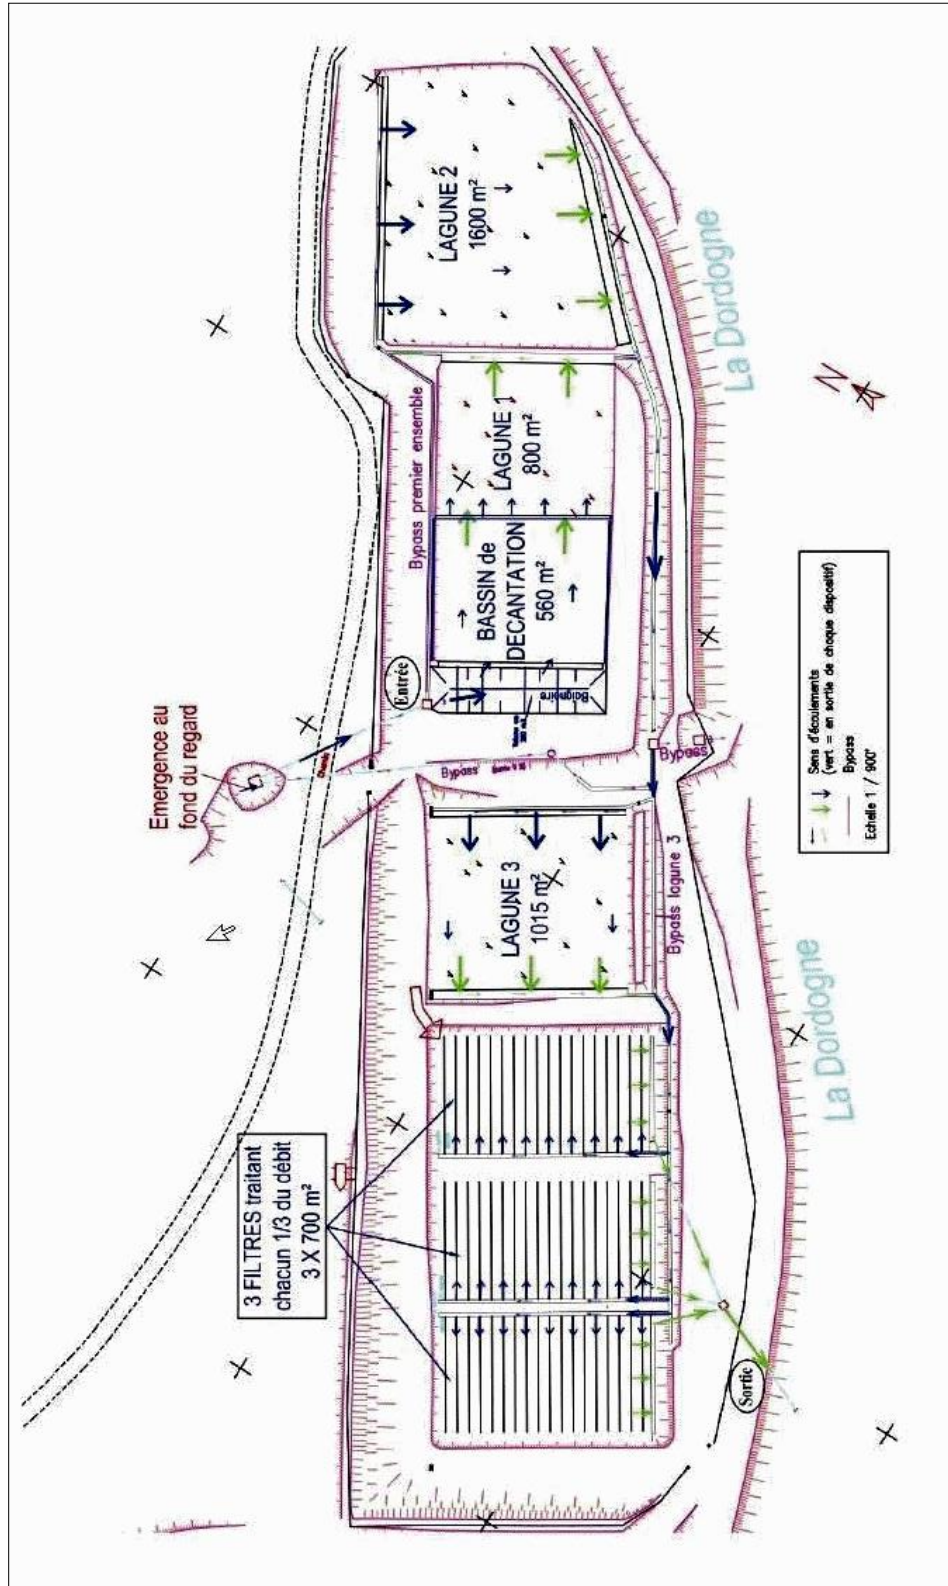 LAGUNE 2
1600 m²
La Dordogne
N
Bypass premier ensemble
LAGUNE 1
800 m²
BASSIN de
DECANTATION
560 m²
Entrée
Baignoire
Emergence au
fond du regard
Bypass
Bypass
LAGUNE 3
1015 m²
Bypass lagune 3
Sens d'écoulements
(vert = en sortie de chaque dispositif)
Bypass
Echelle 1 / 900°
La Dordogne
3 FILTRES traitant
chacun 1/3 du débit
3 X 700 m²
Sortie